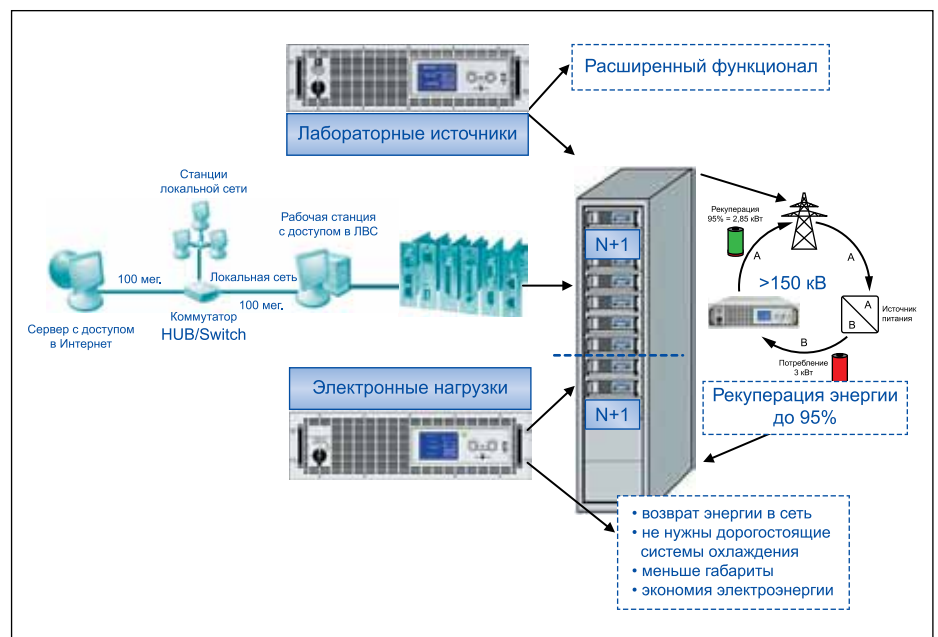 Расширенный функционал
Лабораторные источники
Станции
локальной сети
Рабочая станция
с доступом в ЛВС
100 мег.
Локальная сеть
100 мег.
Коммутатор
HUB/Switch
Сервер с доступом
в Интернет
N+1
N+1
Рекуперация
95% = 2,85 кВт
A
A
>150 кВ
A
B
Источник
питания
B
Потребление
3 кВт
Рекуперация энергии
до 95%
Электронные нагрузки
• возврат энергии в сеть
• не нужны дорогостоящие
системы охлаждения
• меньше габариты
• экономия электроэнергии